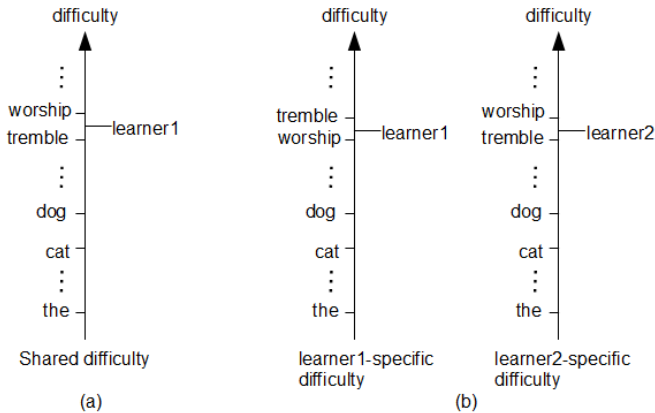 difficulty
⋮
worship
learner1
tremble
⋮
dog
cat
⋮
the
Shared difficulty
(a)
difficulty
⋮
tremble
learner1
worship
⋮
dog
cat
⋮
the
learner1-specific
difficulty
difficulty
⋮
worship
learner2
tremble
⋮
dog
cat
⋮
the
learner2-specific
difficulty
(b)